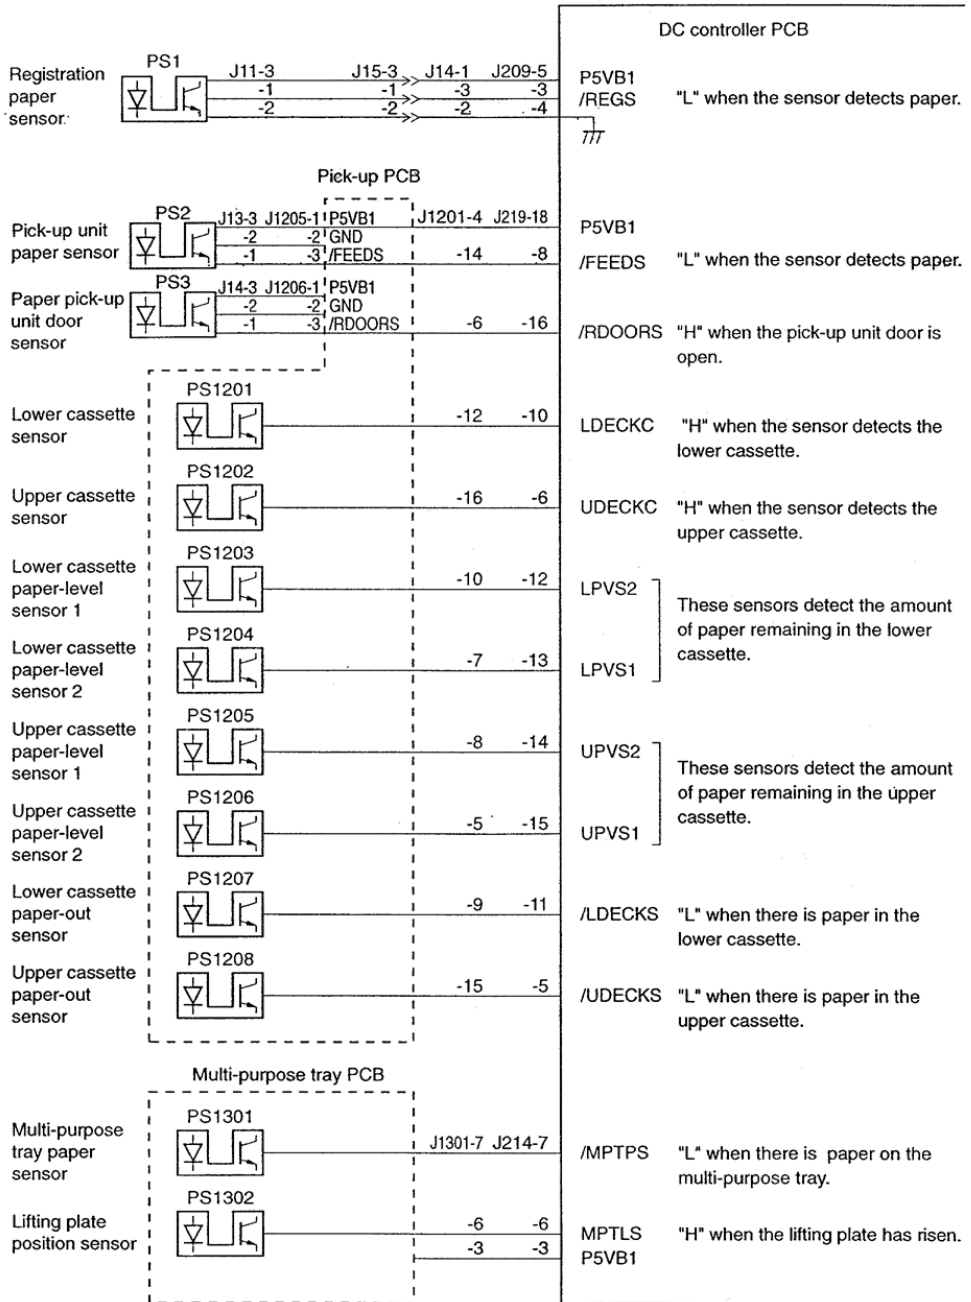 DC controller PCB
Registration
paper
sensor.
PS1
J11-3 J15-3 J14-1 J209-5
-1 -1 -3 -3
-2 -2 -2 -4
P5VB1
/REGS "L" when the sensor detects paper.
Pick-up PCB
Pick-up unit
paper sensor
PS2
J13-3 J1205-1 P5VB1 J1201-4 J219-18
-2 -2 GND
-1 -3 /FEEDS -14 -8
P5VB1
/FEEDS "L" when the sensor detects paper.
Paper pick-up
unit door
sensor
PS3
J14-3 J1206-1 P5VB1
-2 -2 GND
-1 -3 /RDOORS -6 -16
/RDOORS "H" when the pick-up unit door is
open.
Lower cassette
sensor
PS1201
-12 -10
LDECKC "H" when the sensor detects the
lower cassette.
Upper cassette
sensor
PS1202
-16 -6
UDECKC "H" when the sensor detects the
upper cassette.
Lower cassette
paper-level
sensor 1
PS1203
-10 -12
LPVS2
Lower cassette
paper-level
sensor 2
PS1204
-7 -13
LPVS1
These sensors detect the amount
of paper remaining in the lower
cassette.
Upper cassette
paper-level
sensor 1
PS1205
-8 -14
UPVS2
Upper cassette
paper-level
sensor 2
PS1206
-5 -15
UPVS1
These sensors detect the amount
of paper remaining in the upper
cassette.
Lower cassette
paper-out
sensor
PS1207
-9 -11
/LDECKS "L" when there is paper in the
lower cassette.
Upper cassette
paper-out
sensor
PS1208
-15 -5
/UDECKS "L" when there is paper in the
upper cassette.
Multi-purpose tray PCB
Multi-purpose
tray paper
sensor
PS1301
J1301-7 J214-7
/MPTPS "L" when there is paper on the
multi-purpose tray.
Lifting plate
position sensor
PS1302
-6 -6
-3 -3
MPTLS "H" when the lifting plate has risen.
P5VB1